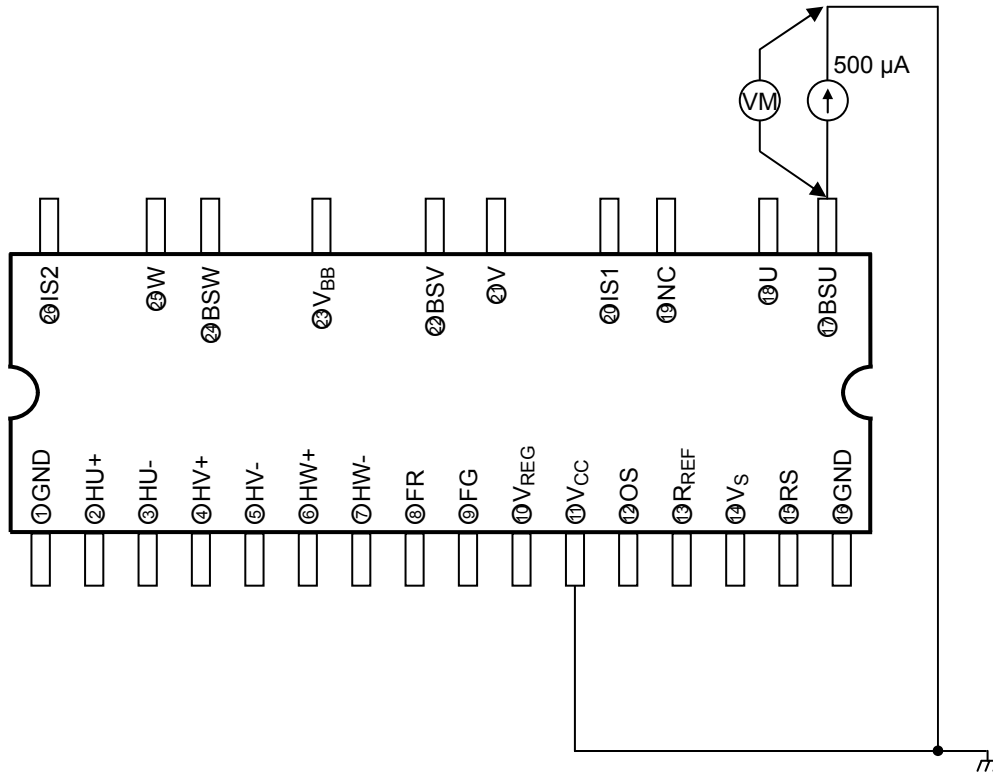 500 µA
VM
㉖IS2
㉕W
㉔BSW
㉓VBB
㉒BSV
㉑V
⑳IS1
⑲NC
⑱U
⑰BSU
①GND
②HU+
③HU-
④HV+
⑤HV-
⑥HW+
⑦HW-
⑧FR
⑨FG
⑩VREG
⑪VCC
⑫OS
⑬RREF
⑭VS
⑮RS
⑯GND